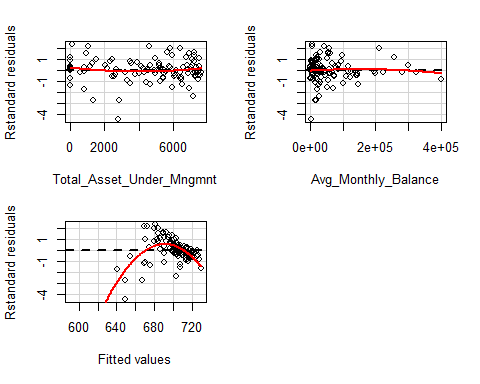 Rstandard residuals
1
-1
-4
0
2000
6000
Total_Asset_Under_Mngmnt
Rstandard residuals
1
-1
-4
0e+00
2e+05
4e+05
Avg_Monthly_Balance
Rstandard residuals
1
-1
-4
600
640
680
720
Fitted values